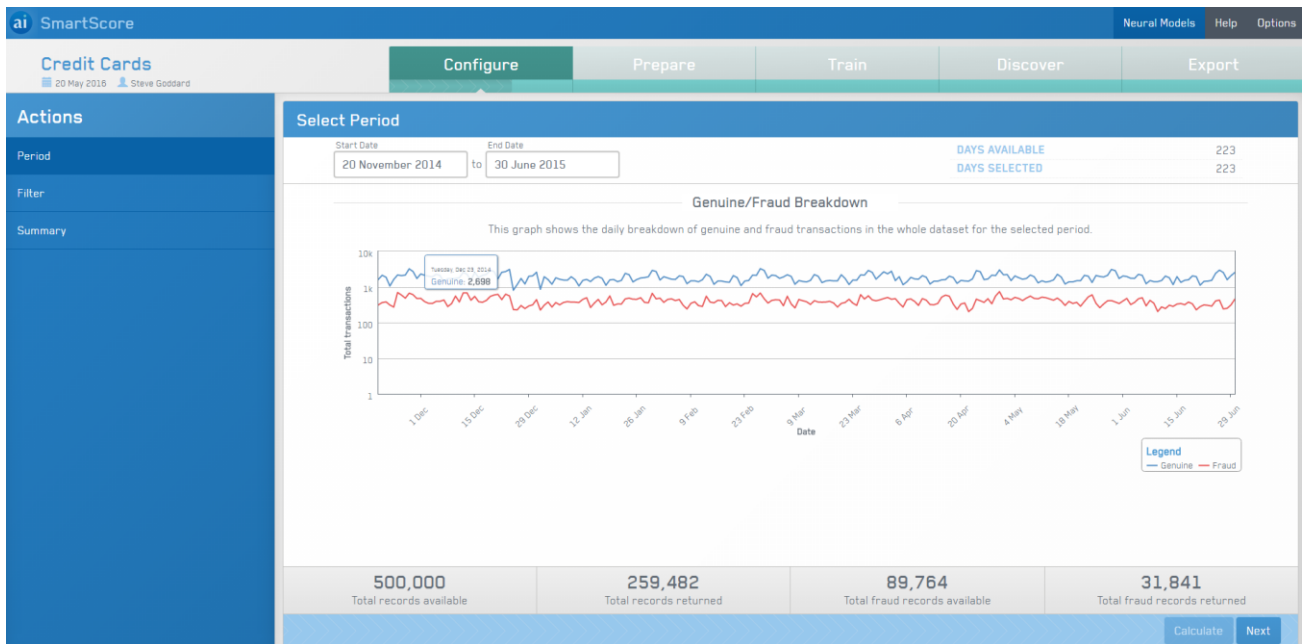 ai SmartScore
Neural Models Help Options
Credit Cards
20 May 2016 Steve Goddard
Configure Prepare Train Discover Export
Actions
Period
Filter
Summary
Select Period
Start Date End Date
20 November 2014 to 30 June 2015
DAYS AVAILABLE 223
DAYS SELECTED 223
Genuine/Fraud Breakdown
This graph shows the daily breakdown of genuine and fraud transactions in the whole dataset for the selected period.
Total transactions
10k
1k
100
10
1
Tuesday, Dec 23, 2014
Genuine: 2,698
1 Dec 15 Dec 29 Dec 12 Jan 26 Jan 9 Feb 23 Feb 9 Mar 23 Mar 6 Apr 20 Apr 4 May 18 May 1 Jun 15 Jun 29 Jun
Date
Legend
Genuine Fraud
500,000 259,482 89,764 31,841
Total records available Total records returned Total fraud records available Total fraud records returned
Calculate Next